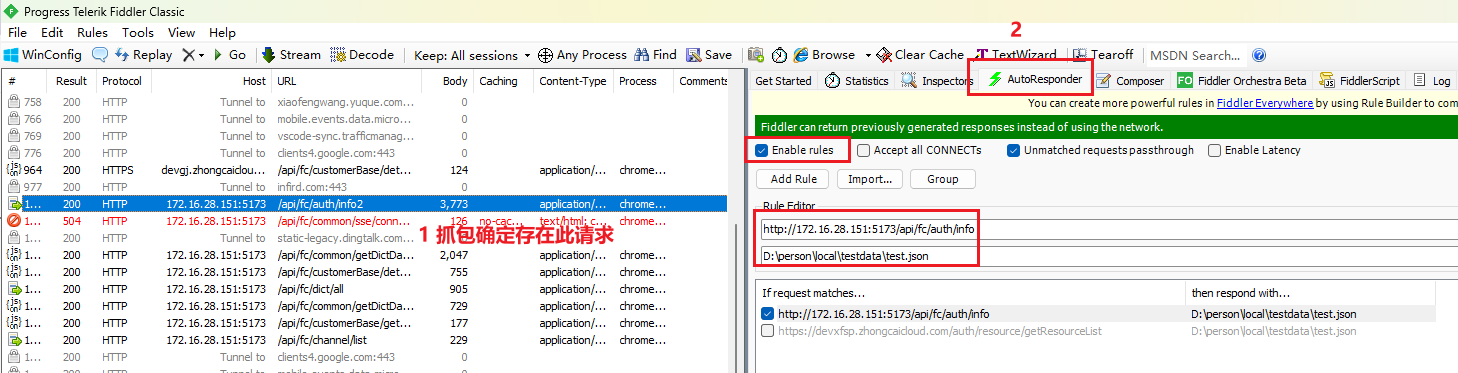 Progress Telerik Fiddler Classic
File Edit Rules Tools View Help
WinConfig Replay Go Stream Decode Keep: All sessions Any Process Find Save Browse Clear Cache TextWizard Tearoff MSDN Search...
2
# Result Protocol Host URL Body Caching Content-Type Process Comments
758 200 HTTP Tunnel to xiaofengwang.yuque.com... 0
766 200 HTTP Tunnel to mobile.events.data.micro... 0
769 200 HTTP Tunnel to vscode-sync.trafficmanag... 0
776 200 HTTP Tunnel to clients4.google.com:443 0
964 200 HTTPS devgj.zhongcaiclou... /api/fc/customerBase/det... 124 application/... chrome...
977 200 HTTP Tunnel to infird.com:443 0
1... 200 HTTP 172.16.28.151:5173 /api/fc/auth/info2 3,773 application/... chrome...
1... 504 HTTP 172.16.28.151:5173 /api/fc/common/sse/conn... 126 no-cac... text/html; c... chrome...
1... 200 HTTP Tunnel to static-legacy.dingtalk.com... 0
1 抓包确定存在此请求
1... 200 HTTP 172.16.28.151:5173 /api/fc/common/getDictDa... 2,047 application/... chrome...
1... 200 HTTP 172.16.28.151:5173 /api/fc/customerBase/det... 755 application/... chrome...
1... 200 HTTP 172.16.28.151:5173 /api/fc/dict/all 905 application/... chrome...
1... 200 HTTP 172.16.28.151:5173 /api/fc/common/getDictDa... 729 application/... chrome...
1... 200 HTTP 172.16.28.151:5173 /api/fc/customerBase/get... 177 application/... chrome...
1... 200 HTTP 172.16.28.151:5173 /api/fc/channel/list 229 application/... chrome...
1... 200 HTTP Tunnel to clients4.google.com:443 0
1... 200 HTTP Tunnel to mobile.events.data.micro... 0
Get Started Statistics Inspectors AutoResponder Composer FO Fiddler Orchestra Beta FiddlerScript Log
You can create more powerful rules in Fiddler Everywhere by using Rule Builder to com
Fiddler can return previously generated responses instead of using the network.
Enable rules Accept all CONNECTs Unmatched requests passthrough Enable Latency
Add Rule Import... Group
Rule Editor
http://172.16.28.151:5173/api/fc/auth/info
D:\person\local\testdata\test.json
If request matches... then respond with...
http://172.16.28.151:5173/api/fc/auth/info D:\person\local\testdata\test.json
https://devxfsp.zhongcaicloud.com/auth/resource/getResourceList D:\person\local\testdata\test.json